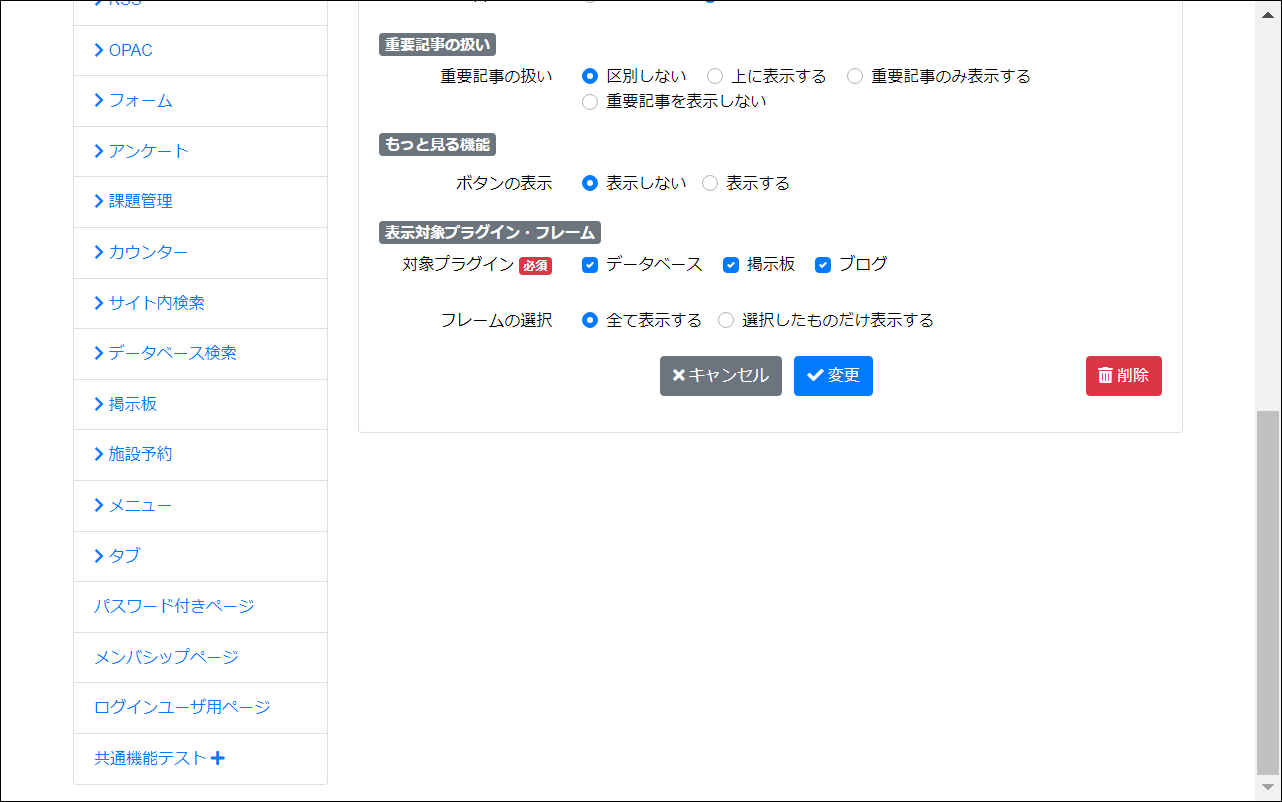 RSS
OPAC
フォーム
アンケート
課題管理
カウンター
サイト内検索
データベース検索
掲示板
施設予約
メニュー
タブ
パスワード付きページ
メンバシップページ
ログインユーザ用ページ
共通機能テスト
重要記事の扱い
重要記事の扱い 区別しない 上に表示する 重要記事のみ表示する
重要記事を表示しない
もっと見る機能
ボタンの表示 表示しない 表示する
表示対象プラグイン・フレーム
対象プラグイン 必須 データベース 掲示板 ブログ
フレームの選択 全て表示する 選択したものだけ表示する
キャンセル 変更 削除